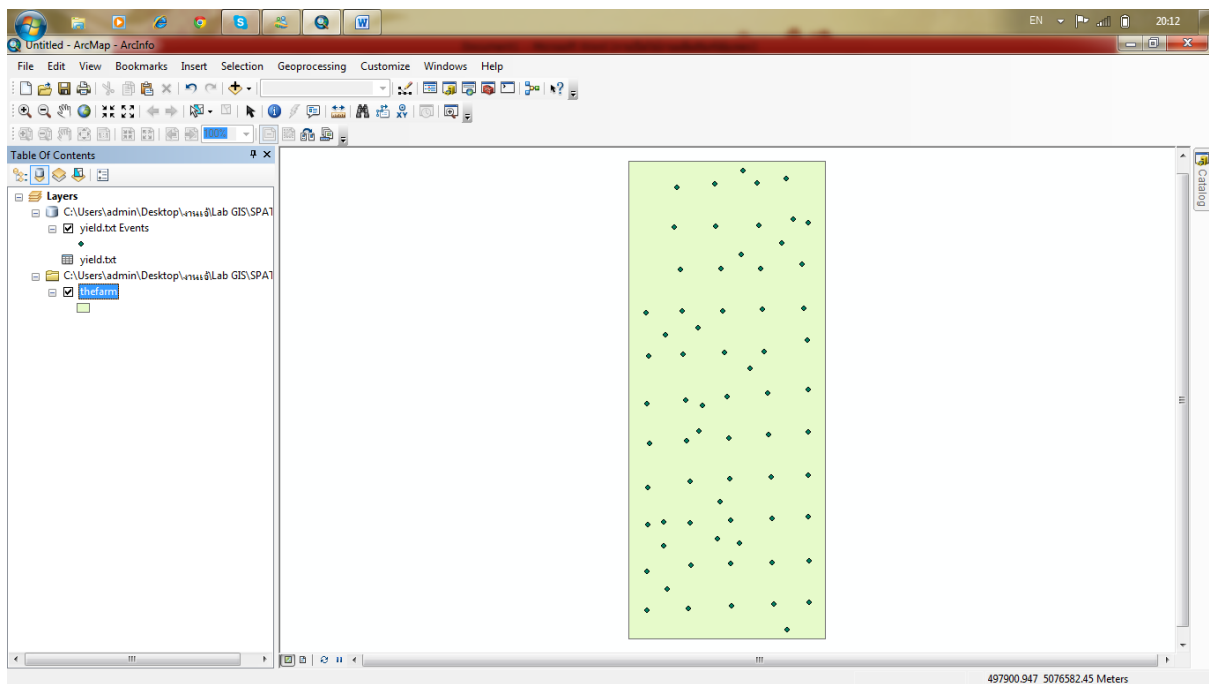 EN 20:12
Untitled - ArcMap - ArcInfo
File Edit View Bookmarks Insert Selection Geoprocessing Customize Windows Help
100%
Table Of Contents
Layers
C:\Users\admin\Desktop\งานเจ้\Lab GIS\SPAT
yield.txt Events
yield.txt
C:\Users\admin\Desktop\งานเจ้\Lab GIS\SPAT
thefarm
Catalog
497900.947 5076582.45 Meters